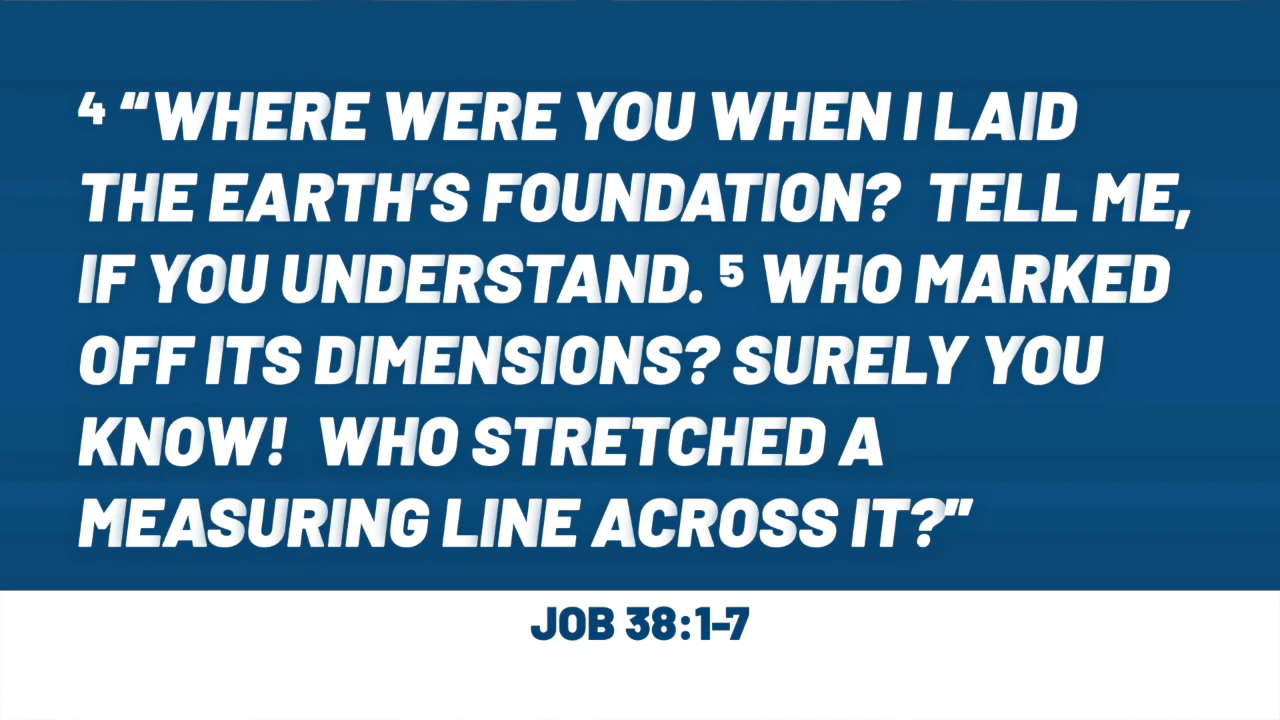 ⁴ “WHERE WERE YOU WHEN I LAID
THE EARTH’S FOUNDATION? TELL ME,
IF YOU UNDERSTAND. ⁵ WHO MARKED
OFF ITS DIMENSIONS? SURELY YOU
KNOW! WHO STRETCHED A
MEASURING LINE ACROSS IT?”
JOB 38:1-7